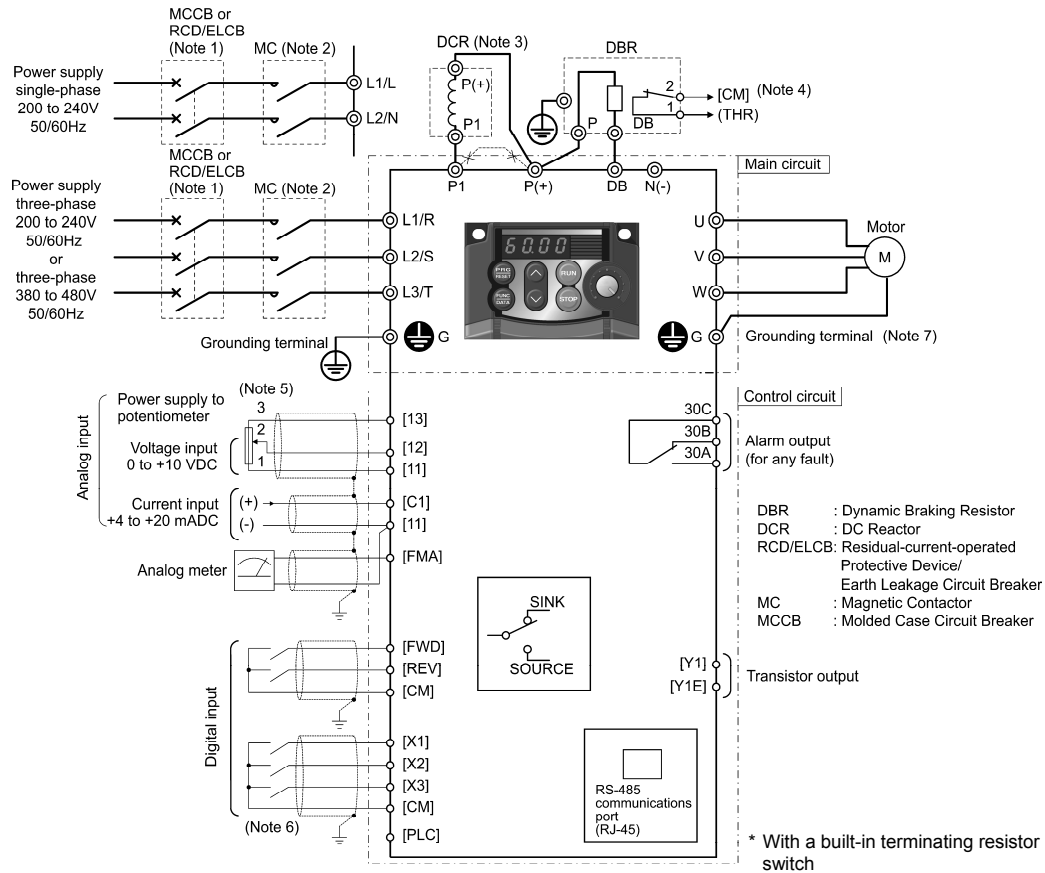 MCCB or
RCD/ELCB
(Note 1)
MC (Note 2)
Power supply
single-phase
200 to 240V
50/60Hz
L1/L
L2/N
DCR (Note 3)
P(+)
P1
DBR
P
DB
2
1
[CM] (Note 4)
(THR)
MCCB or
RCD/ELCB
(Note 1)
MC (Note 2)
P1
P(+)
DB
N(-)
Main circuit
Power supply
three-phase
200 to 240V
50/60Hz
or
three-phase
380 to 480V
50/60Hz
L1/R
L2/S
L3/T
60.00
PRG
RESET
RUN
FUNC
DATA
STOP
U
V
W
Motor
M
Grounding terminal
G
G
Grounding terminal (Note 7)
Analog input
Power supply to
potentiometer
(Note 5)
3
2
1
Voltage input
0 to +10 VDC
Current input
+4 to +20 mADC
(+)
(-)
Analog meter
[13]
[12]
[11]
[C1]
[11]
[FMA]
Control circuit
30C
30B
30A
Alarm output
(for any fault)
DBR : Dynamic Braking Resistor
DCR : DC Reactor
RCD/ELCB: Residual-current-operated
Protective Device/
Earth Leakage Circuit Breaker
MC : Magnetic Contactor
MCCB : Molded Case Circuit Breaker
SINK
SOURCE
Digital input
[FWD]
[REV]
[CM]
[X1]
[X2]
[X3]
[CM]
[PLC]
(Note 6)
[Y1]
[Y1E]
Transistor output
RS-485
communications
port
(RJ-45)
* With a built-in terminating resistor
switch